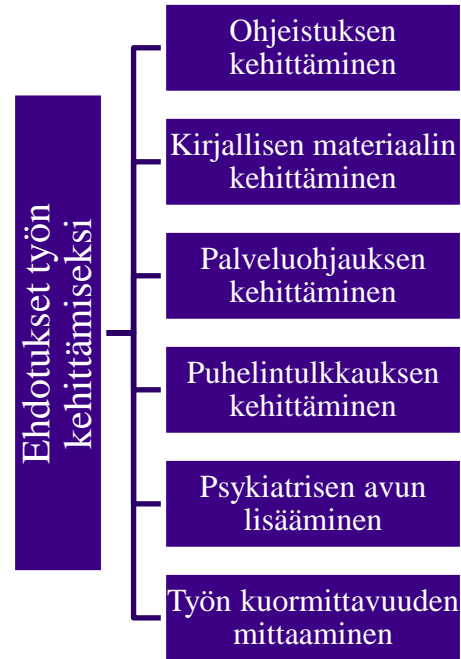 Ehdotukset työn
kehittämiseksi
Ohjeistuksen
kehittäminen
Kirjallisen materiaalin
kehittäminen
Palveluohjauksen
kehittäminen
Puhelintulkkauksen
kehittäminen
Psykiatrisen avun
lisääminen
Työn kuormittavuuden
mittaaminen